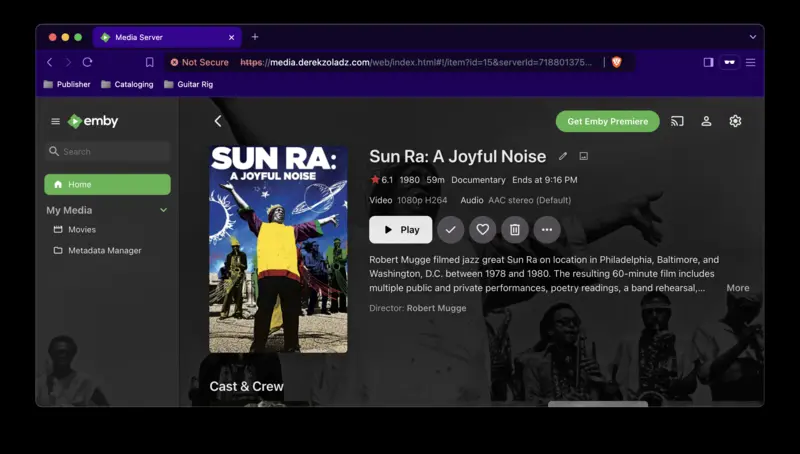 Media Server
Not Secure https://media.derekzoladz.com/web/index.html#!/item?id=15&serverId=718801375...
Publisher Cataloging Guitar Rig
emby
Get Emby Premiere
Search
Home
My Media
Movies
Metadata Manager
SUN RA:
A JOYFUL NOISE
Sun Ra: A Joyful Noise
6.1 1980 59m Documentary Ends at 9:16 PM
Video 1080p H264 Audio AAC stereo (Default)
Play
Robert Mugge filmed jazz great Sun Ra on location in Philadelphia, Baltimore, and
Washington, D.C. between 1978 and 1980. The resulting 60-minute film includes
multiple public and private performances, poetry readings, a band rehearsal,... More
Director: Robert Mugge
Cast & Crew